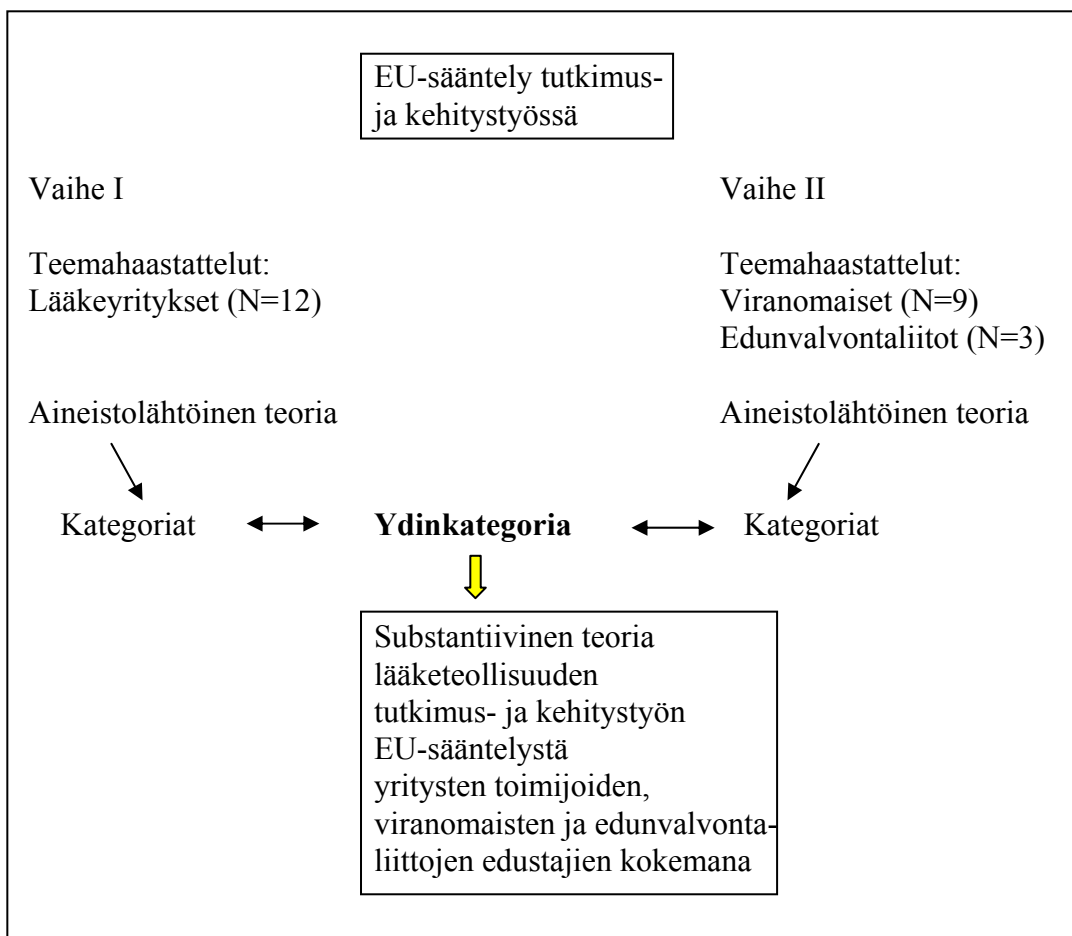 EU-sääntely tutkimus-
ja kehitystyössä
Vaihe I
Teemahaastattelut:
Lääkeyritykset (N=12)
Aineistolähtöinen teoria
Kategoriat
Vaihe II
Teemahaastattelut:
Viranomaiset (N=9)
Edunvalvontaliitot (N=3)
Aineistolähtöinen teoria
Kategoriat
Ydinkategoria
Substantiivinen teoria
lääketeollisuuden
tutkimus- ja kehitystyön
EU-sääntelystä
yritysten toimijoiden,
viranomaisten ja edunvalvonta-
liittojen edustajien kokemana